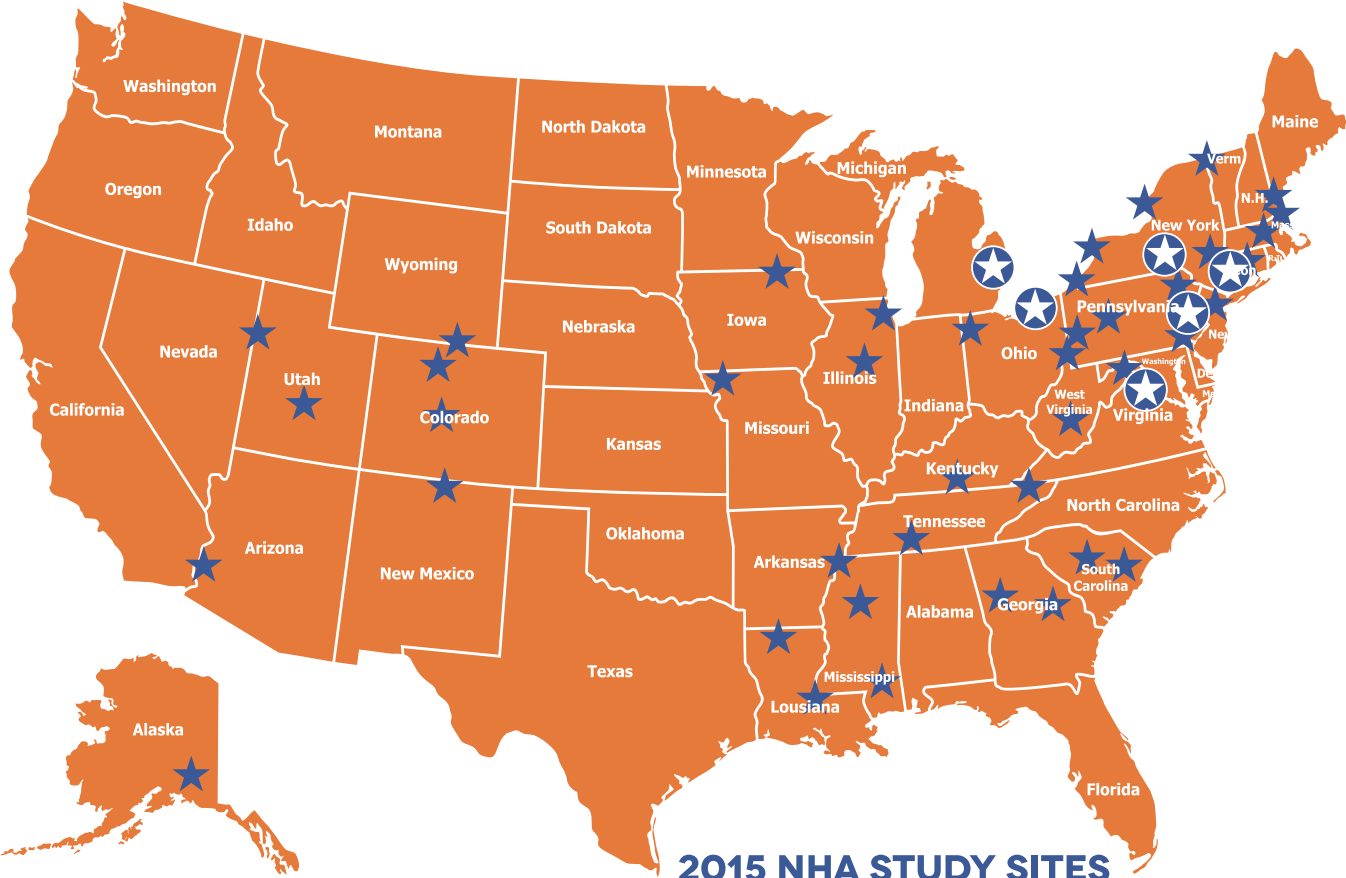 Washington
Montana
North Dakota
Minnesota
Michigan
Maine
Oregon
Idaho
South Dakota
Wisconsin
Verm
N.H.
New York
Mas
Wyoming
Nebraska
Iowa
Pennsylvania
Nevada
Utah
Colorado
California
Kansas
Missouri
Illinois
Indiana
Ohio
Washington
West
Virginia
Virginia
Kentucky
Tennessee
North Carolina
South
Carolina
Arizona
New Mexico
Oklahoma
Arkansas
Alabama
Georgia
Mississippi
Lousiana
Texas
Alaska
Florida
2015 NHA STUDY SITES